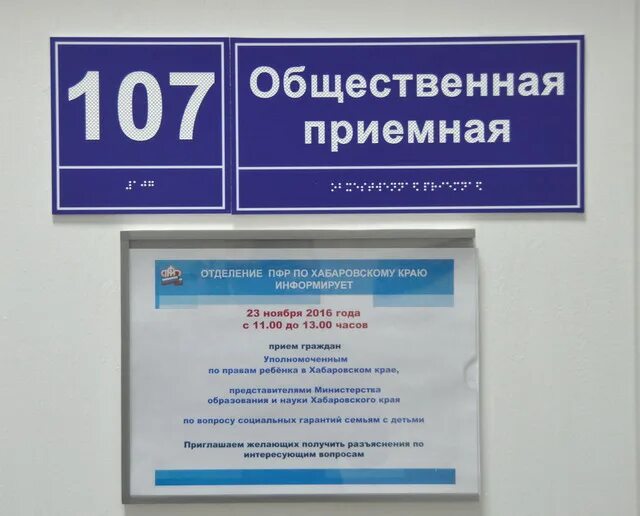 107
Общественная
приемная
ОТДЕЛЕНИЕ ПФР ПО ХАБАРОВСКОМУ КРАЮ
ИНФОРМИРУЕТ
23 ноября 2016 года
с 11.00 до 13.00 часов
прием граждан
Уполномоченным
по правам ребёнка в Хабаровском крае,
представителями Министерства
образования и науки Хабаровского края
по вопросу социальных гарантий семьям с детьми
Приглашаем желающих получить разъяснения по
интересующим вопросам